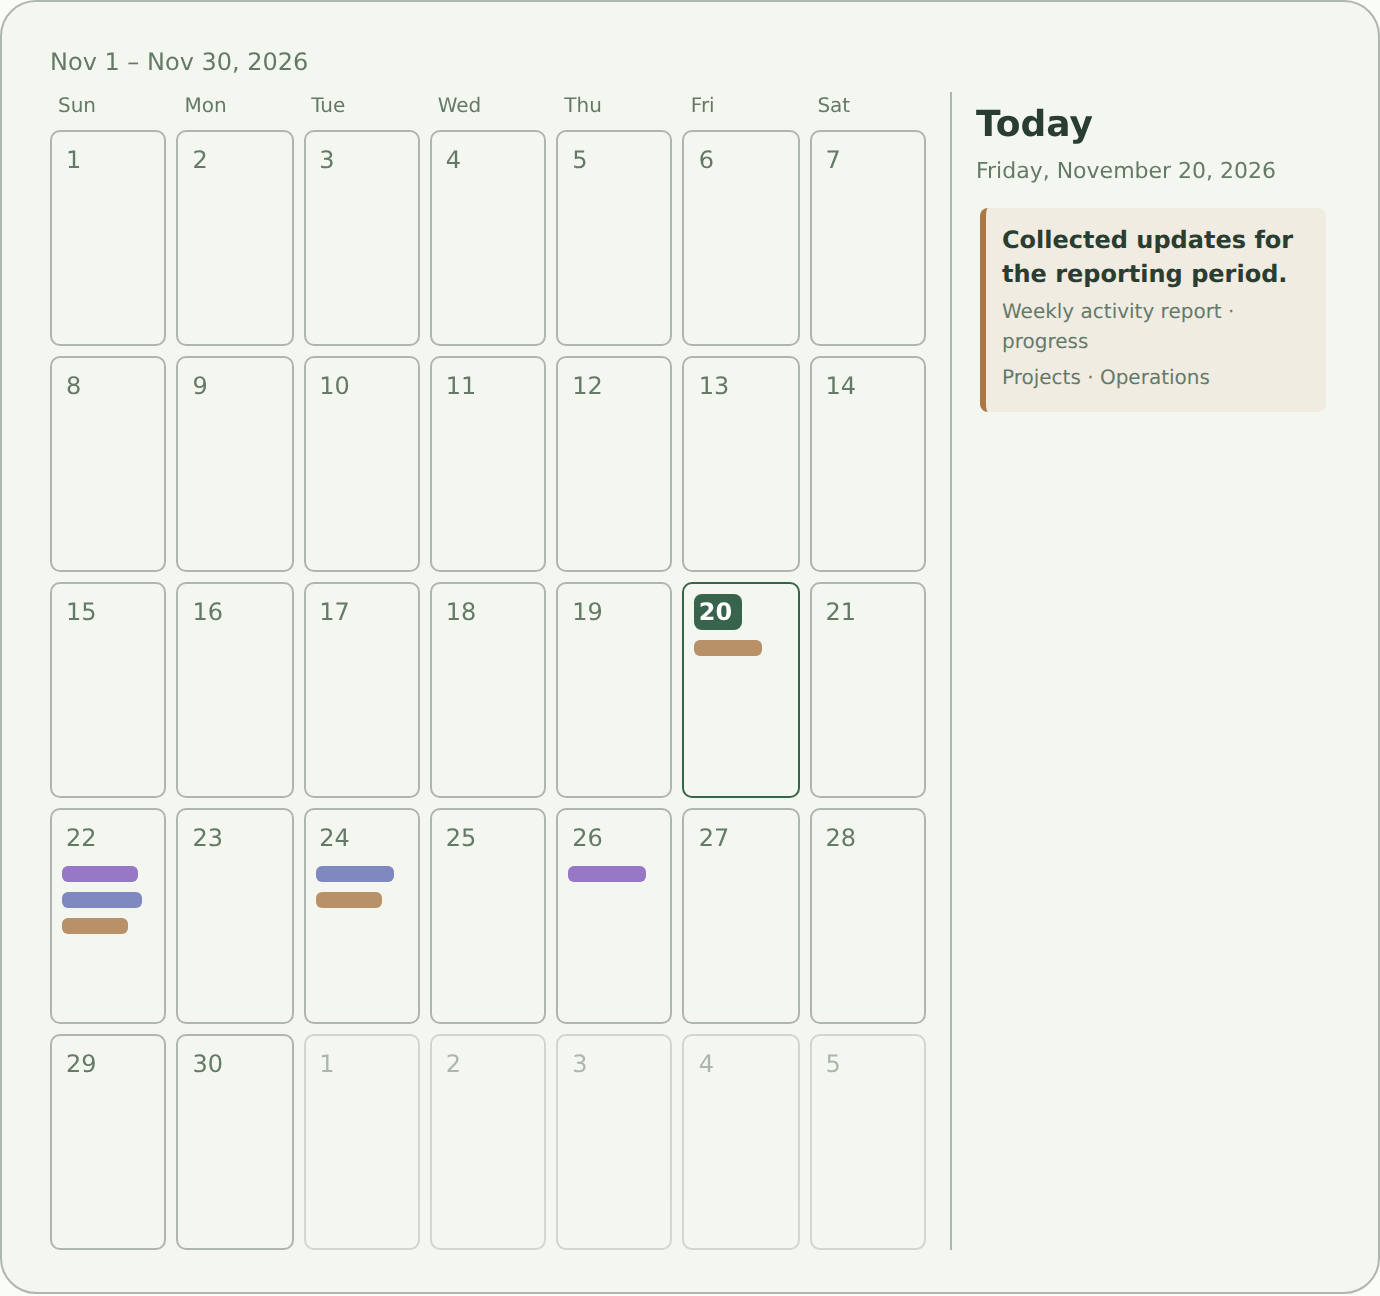 Nov 1 – Nov 30, 2026
Sun Mon Tue Wed Thu Fri Sat
1 2 3 4 5 6 7
8 9 10 11 12 13 14
15 16 17 18 19 20 21
22 23 24 25 26 27 28
29 30 1 2 3 4 5
Today
Friday, November 20, 2026
Collected updates for
the reporting period.
Weekly activity report ·
progress
Projects · Operations